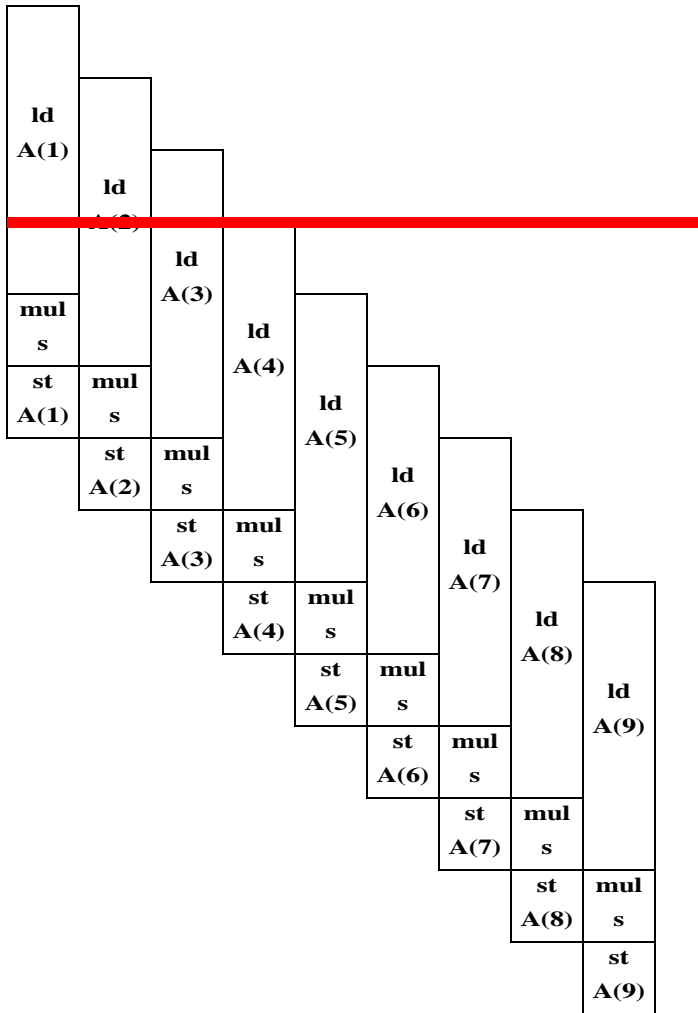 ld
A(1)
mul
s
st
A(1)
ld
A(2)
mul
s
st
A(2)
ld
A(3)
mul
s
st
A(3)
ld
A(4)
mul
s
st
A(4)
ld
A(5)
mul
s
st
A(5)
ld
A(6)
mul
s
st
A(6)
ld
A(7)
mul
s
st
A(7)
ld
A(8)
mul
s
st
A(8)
ld
A(9)
mul
s
st
A(9)